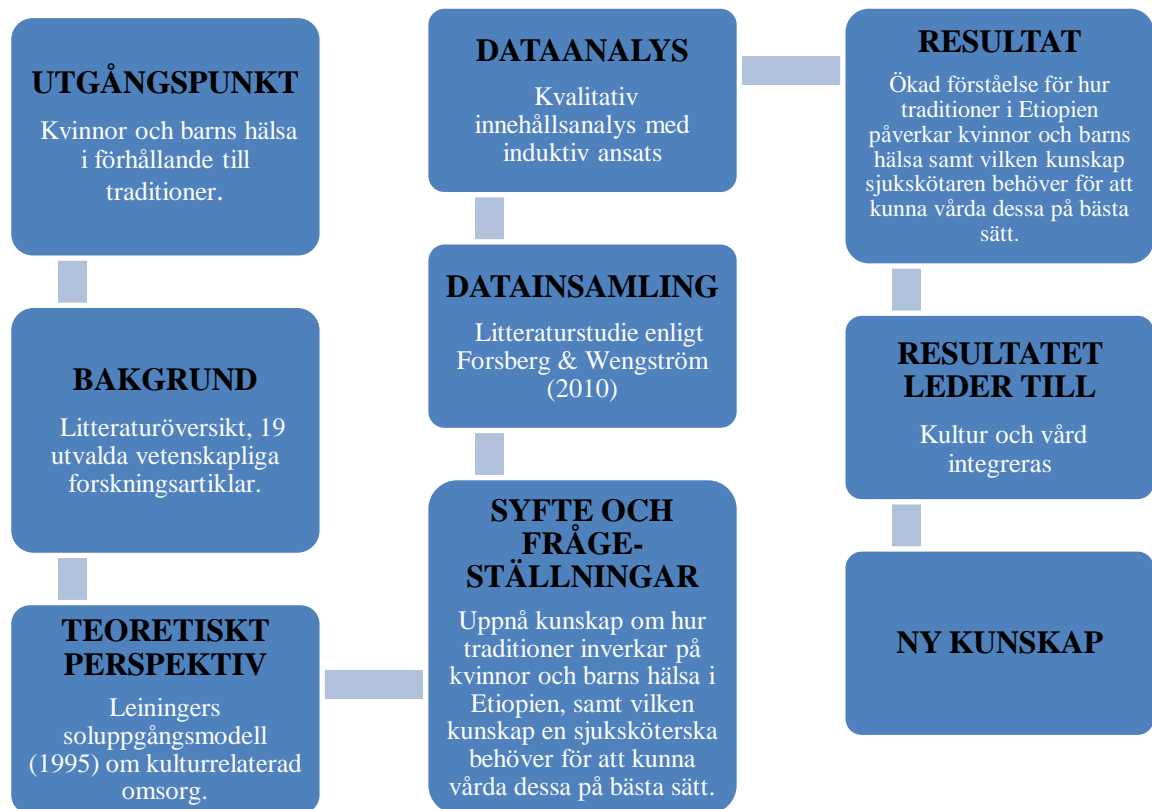 UTGÅNGSPUNKT
Kvinnor och barns hälsa
i förhållande till
traditioner.
BAKGRUND
Litteraturöversikt, 19
utvalda vetenskapliga
forskningsartiklar.
TEORETISKT
PERSPEKTIV
Leiningers
soluppgångsmodell
(1995) om kulturrelaterad
omsorg.
SYFTE OCH
FRÅGE-
STÄLLNINGAR
Uppnå kunskap om hur
traditioner inverkar på
kvinnor och barns hälsa i
Etiopien, samt vilken
kunskap en sjuksköterska
behöver för att kunna
vårda dessa på bästa sätt.
DATAINSAMLING
Litteraturstudie enligt
Forsberg & Wengström
(2010)
DATAANALYS
Kvalitativ
innehållsanalys med
induktiv ansats
RESULTAT
Ökad förståelse för hur
traditioner i Etiopien
påverkar kvinnor och barns
hälsa samt vilken kunskap
sjukskötaren behöver för att
kunna vårda dessa på bästa
sätt.
RESULTATET
LEDER TILL
Kultur och vård
integreras
NY KUNSKAP